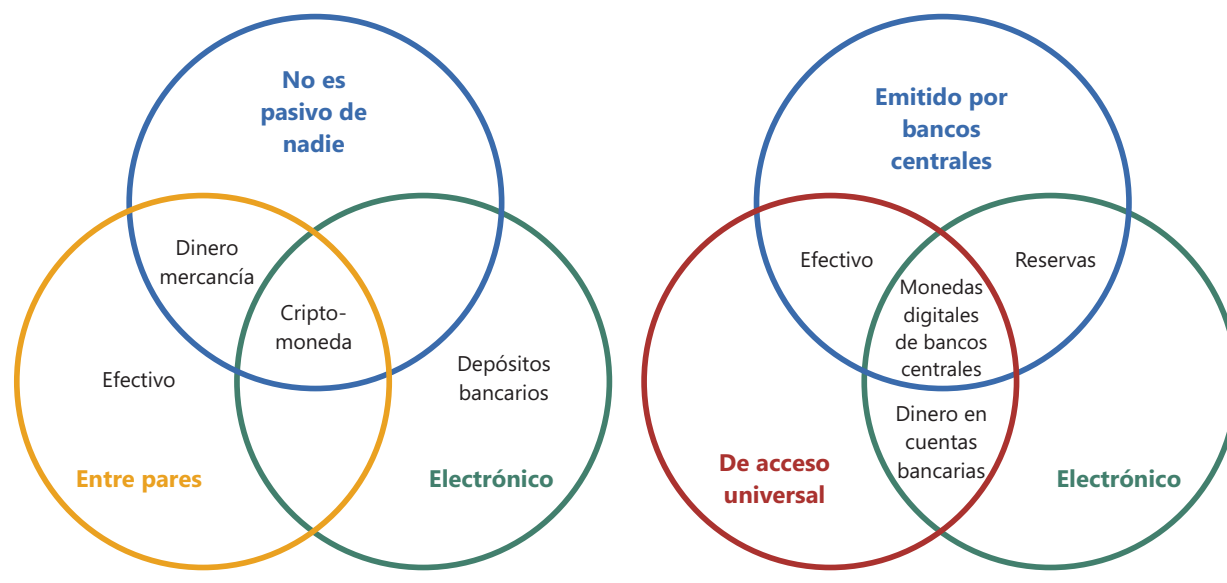 No es
pasivo de
nadie
Dinero
mercancía
Cripto-
moneda
Efectivo
Depósitos
bancarios
Entre pares
Electrónico
Emitido por
bancos
centrales
Efectivo
Reservas
Monedas
digitales
de bancos
centrales
Dinero en
cuentas
bancarias
De acceso
universal
Electrónico